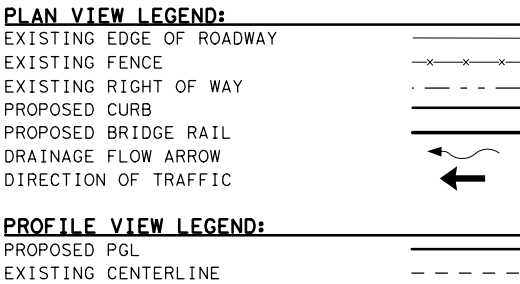 PLAN VIEW LEGEND:
EXISTING EDGE OF ROADWAY
EXISTING FENCE
EXISTING RIGHT OF WAY
PROPOSED CURB
PROPOSED BRIDGE RAIL
DRAINAGE FLOW ARROW
DIRECTION OF TRAFFIC
PROFILE VIEW LEGEND:
PROPOSED PGL
EXISTING CENTERLINE